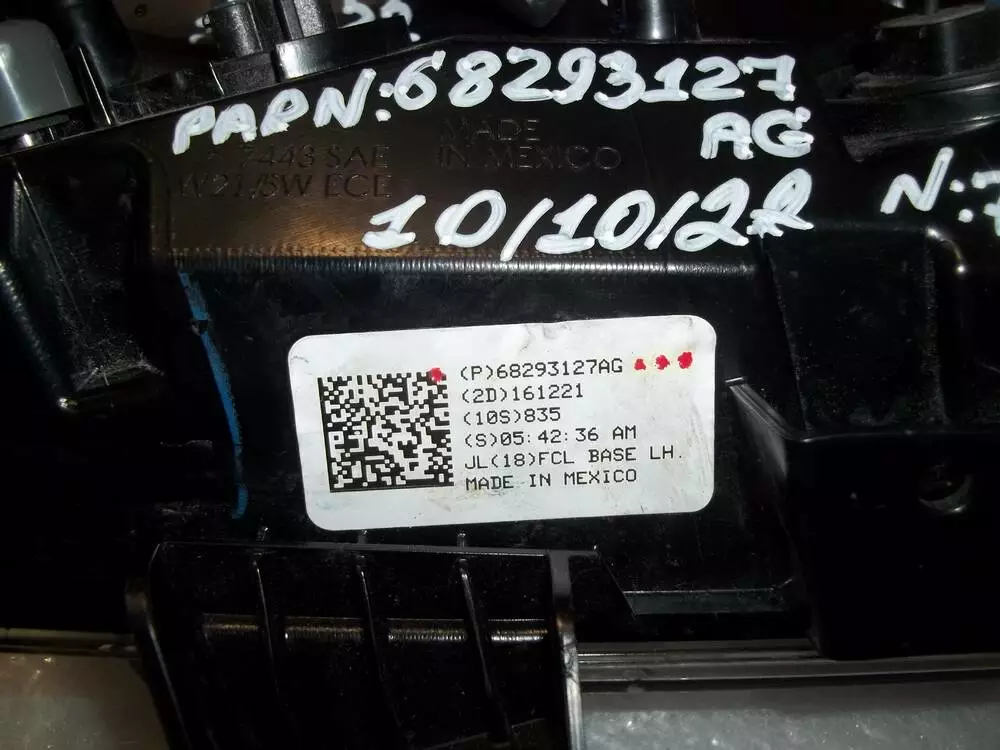 PARN:68293127
AG
MADE
IN MEXICO
7443 SAE
W21/5W ECE
10/10/22
N:7
(P)68293127AG
(2D)161221
(10S)835
(S)05:42:36 AM
JL(18)FCL BASE LH.
MADE IN MEXICO